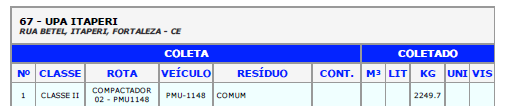 67 - UPA ITAPERI
RUA BETEL, ITAPERI, FORTALEZA - CE
COLETA COLETADO
Nº CLASSE ROTA VEÍCULO RESÍDUO CONT. M³ LIT KG UNI VIS
1 CLASSE II COMPACTADOR 02 - PMU1148 PMU-1148 COMUM 2249.7